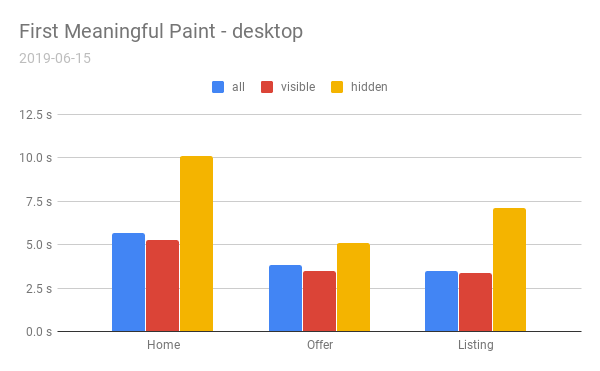 First Meaningful Paint - desktop
2019-06-15
all visible hidden
12.5 s
10.0 s
7.5 s
5.0 s
2.5 s
0.0 s
Home Offer Listing